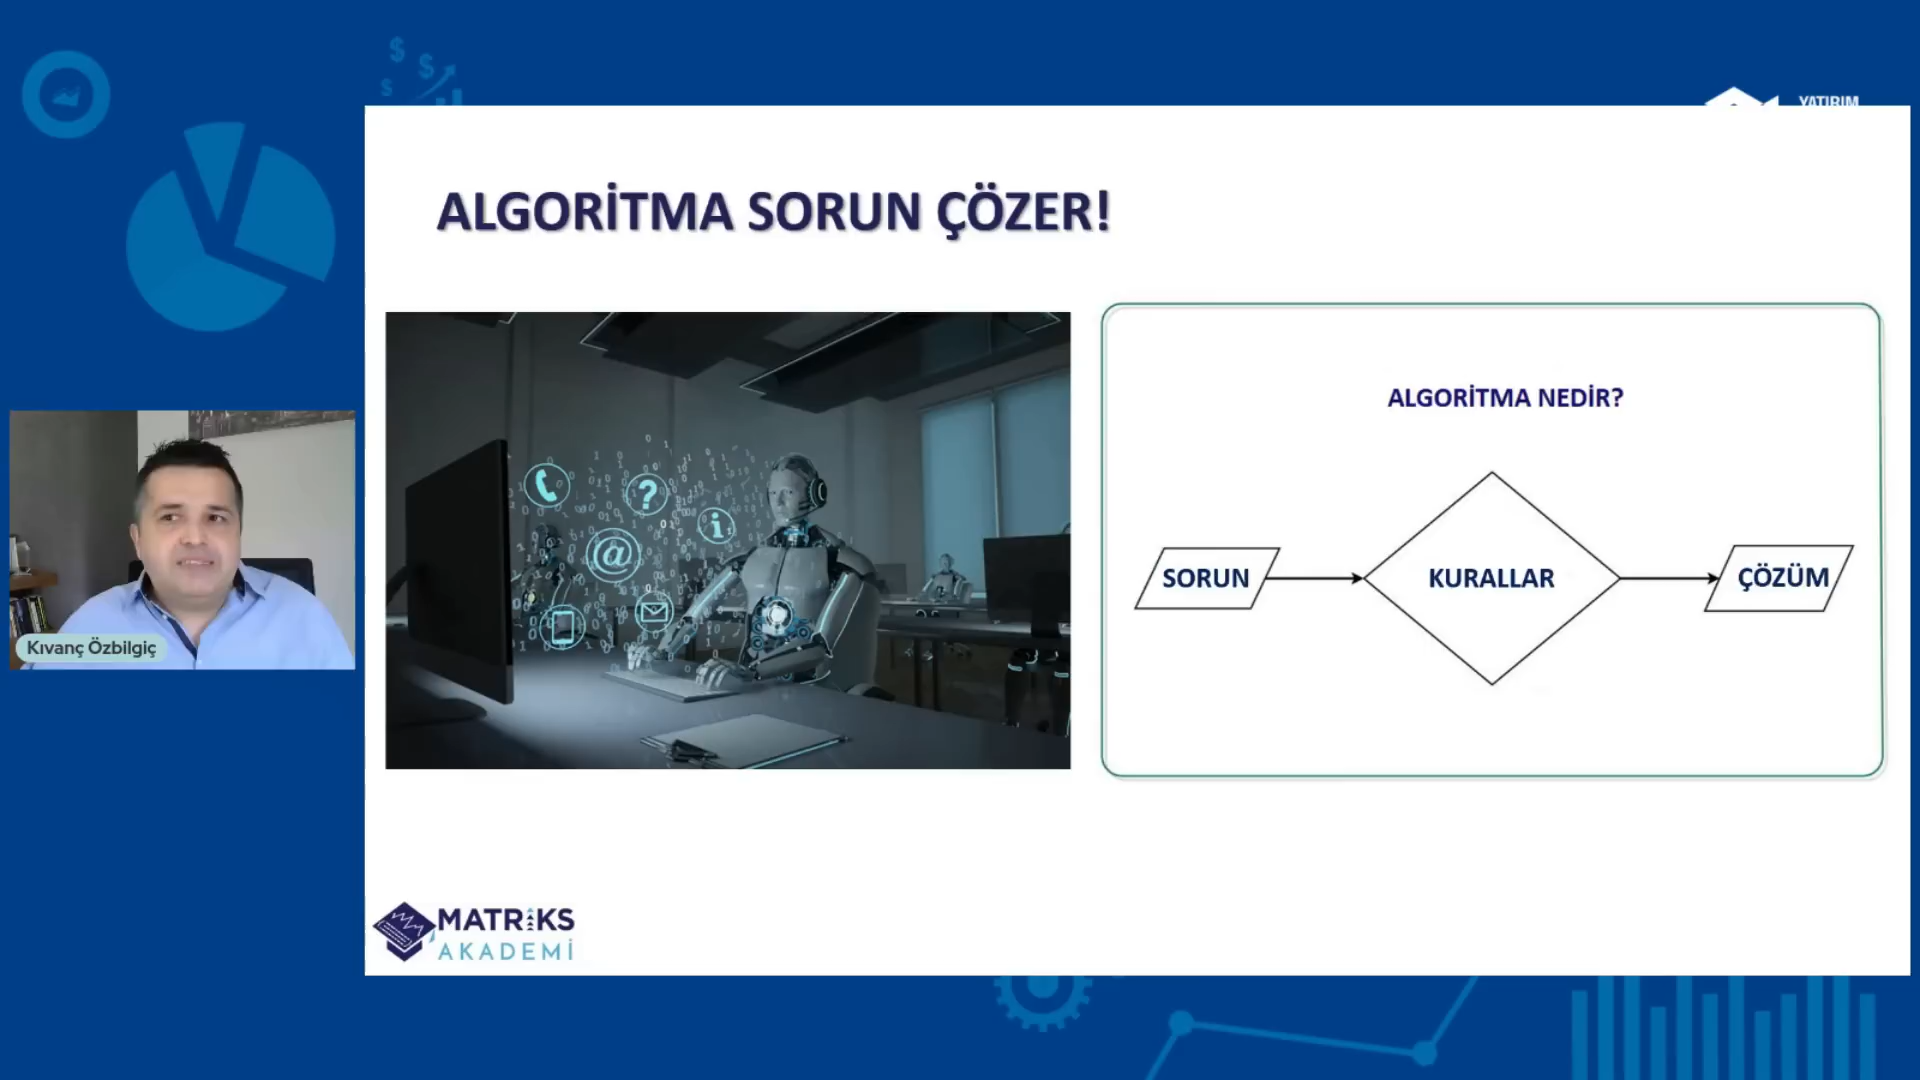 YATIRIM
ALGORİTMA SORUN ÇÖZER!
ALGORİTMA NEDİR?
SORUN
KURALLAR
ÇÖZÜM
Kıvanç Özbilgiç
MATRİKS
AKADEMİ